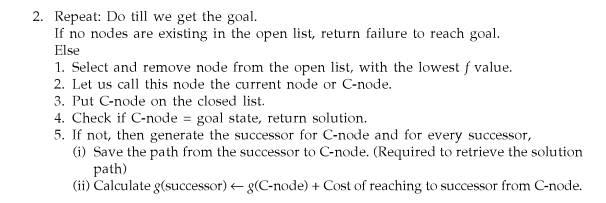 2. Repeat: Do till we get the goal.
If no nodes are existing in the open list, return failure to reach goal.
Else
1. Select and remove node from the open list, with the lowest f value.
2. Let us call this node the current node or C-node.
3. Put C-node on the closed list.
4. Check if C-node = goal state, return solution.
5. If not, then generate the successor for C-node and for every successor,
(i) Save the path from the successor to C-node. (Required to retrieve the solution
path)
(ii) Calculate g(successor) ← g(C-node) + Cost of reaching to successor from C-node.